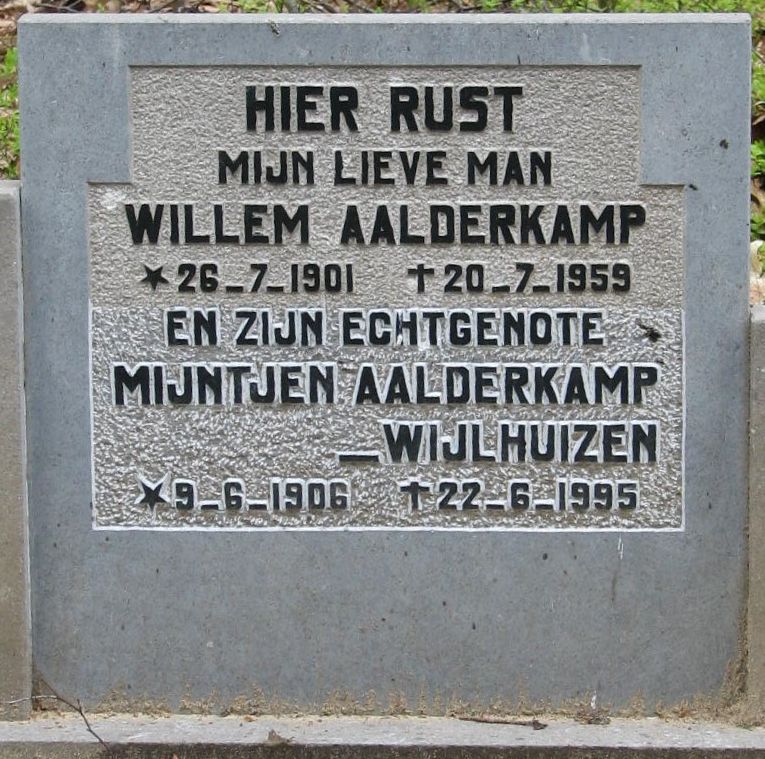 HIER RUST
MIJN LIEVE MAN
WILLEM AALDERKAMP
★26-7-1901 †20-7-1959
EN ZIJN ECHTGENOTE
MIJNTJEN AALDERKAMP
-WIJLHUIZEN
★9-6-1906 †22-6-1995